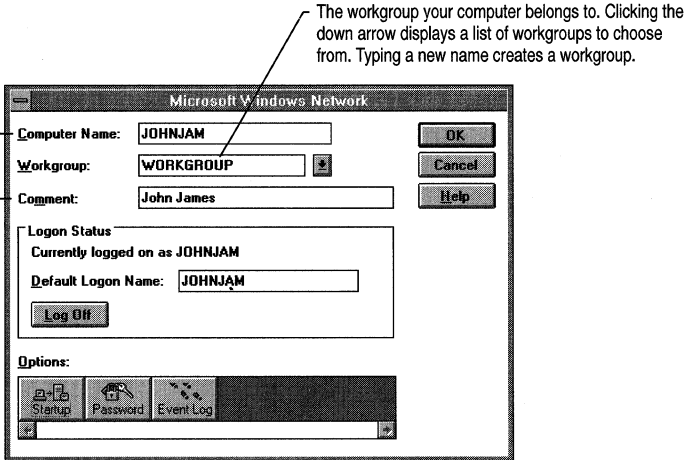 The workgroup your computer belongs to. Clicking the
down arrow displays a list of workgroups to choose
from. Typing a new name creates a workgroup.
Microsoft Windows Network
Computer Name: JOHNJAM
OK
Workgroup: WORKGROUP
Cancel
Comment: John James
Help
Logon Status
Currently logged on as JOHNJAM
Default Logon Name: JOHNJAM
Log Off
Options:
Startup Password Event Log